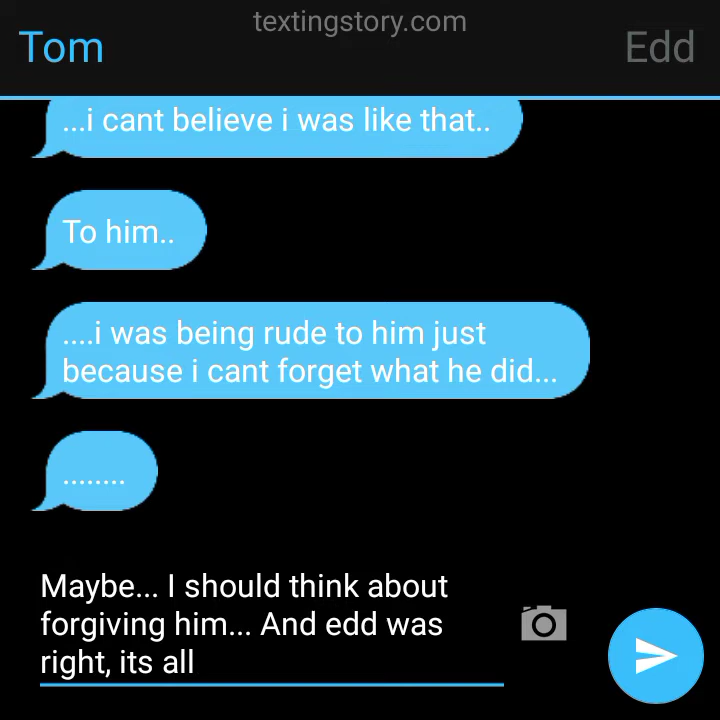 textingstory.com
Tom
Edd
...i cant believe i was like that..
To him..
....i was being rude to him just
because i cant forget what he did...
........
Maybe... I should think about
forgiving him... And edd was
right, its all